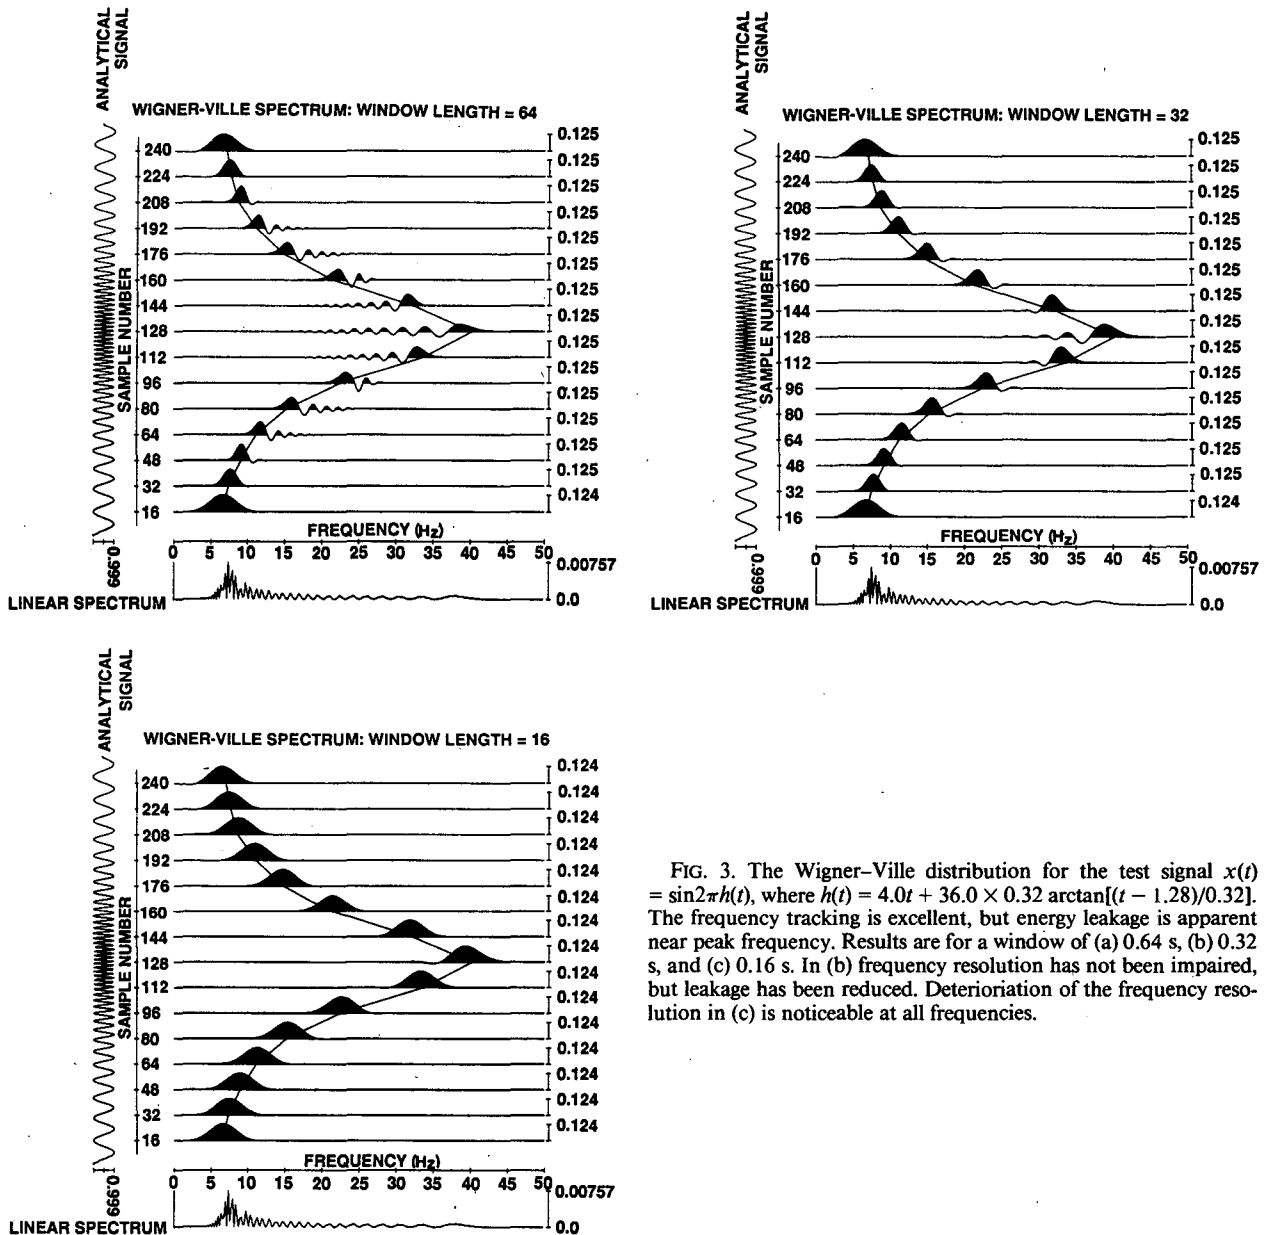 ANALYTICAL
SIGNAL
WIGNER-VILLE SPECTRUM: WINDOW LENGTH = 64
SAMPLE NUMBER
240 0.125
224 0.125
208 0.125
192 0.125
176 0.125
160 0.125
144 0.125
128 0.125
112 0.125
96 0.125
80 0.125
64 0.125
48 0.125
32 0.125
16 0.124
FREQUENCY (Hz)
0 5 10 15 20 25 30 35 40 45 50
0.999
0.00757
LINEAR SPECTRUM 0.0
ANALYTICAL
SIGNAL
WIGNER-VILLE SPECTRUM: WINDOW LENGTH = 32
SAMPLE NUMBER
240 0.125
224 0.125
208 0.125
192 0.125
176 0.125
160 0.125
144 0.125
128 0.125
112 0.125
96 0.125
80 0.125
64 0.125
48 0.125
32 0.125
16 0.124
FREQUENCY (Hz)
0 5 10 15 20 25 30 35 40 45 50
0.999
0.00757
LINEAR SPECTRUM 0.0
ANALYTICAL
SIGNAL
WIGNER-VILLE SPECTRUM: WINDOW LENGTH = 16
SAMPLE NUMBER
240 0.124
224 0.124
208 0.124
192 0.124
176 0.124
160 0.124
144 0.124
128 0.124
112 0.124
96 0.124
80 0.124
64 0.124
48 0.124
32 0.124
16 0.124
FREQUENCY (Hz)
0 5 10 15 20 25 30 35 40 45 50
0.999
0.00757
LINEAR SPECTRUM 0.0
FIG. 3. The Wigner–Ville distribution for the test signal x(t)
= sin2πh(t), where h(t) = 4.0t + 36.0 × 0.32 arctan[(t − 1.28)/0.32].
The frequency tracking is excellent, but energy leakage is apparent
near peak frequency. Results are for a window of (a) 0.64 s, (b) 0.32
s, and (c) 0.16 s. In (b) frequency resolution has not been impaired,
but leakage has been reduced. Deterioriation of the frequency reso-
lution in (c) is noticeable at all frequencies.